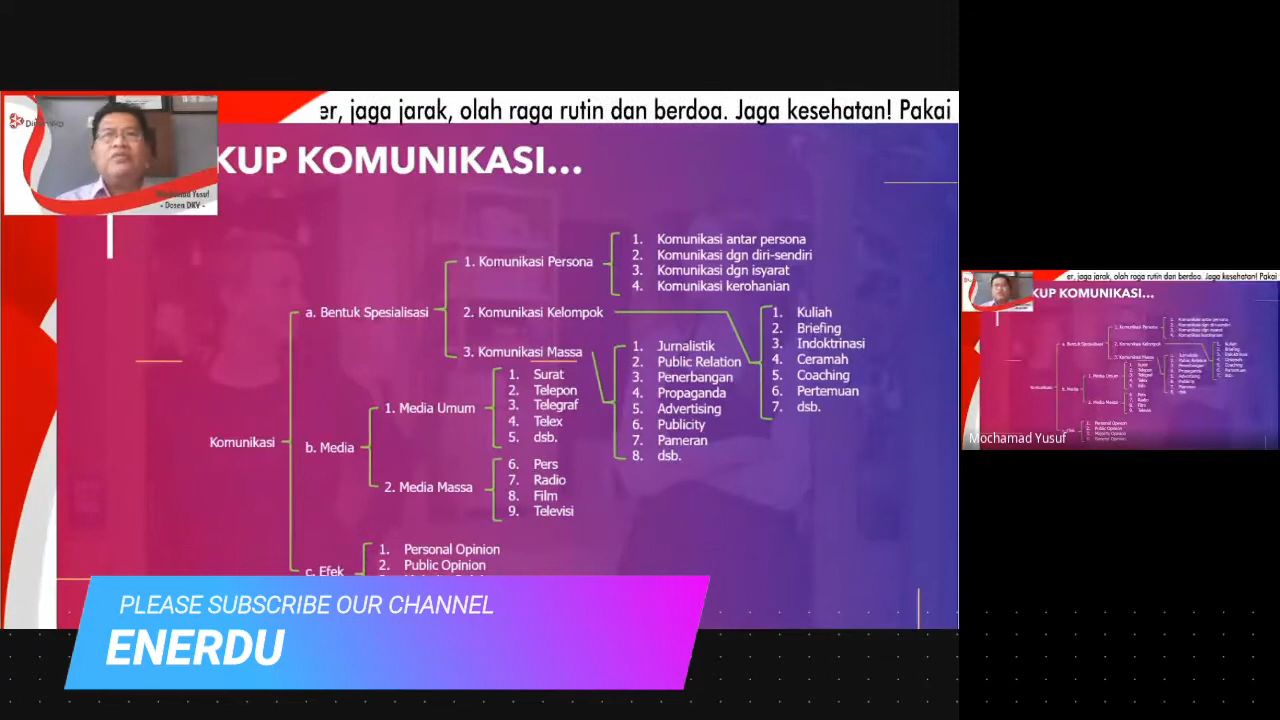 er, jaga jarak, olah raga rutin dan berdoa. Jaga kesehatan! Pakai
Mochamad Yusuf
- Dosen DKV -
KUP KOMUNIKASI...
Komunikasi
a. Bentuk Spesialisasi
1. Komunikasi Persona
1. Komunikasi antar persona
2. Komunikasi dgn diri-sendiri
3. Komunikasi dgn isyarat
4. Komunikasi kerohanian
2. Komunikasi Kelompok
1. Kuliah
2. Briefing
3. Indoktrinasi
4. Ceramah
5. Coaching
6. Pertemuan
7. dsb.
3. Komunikasi Massa
1. Jurnalistik
2. Public Relation
3. Penerbangan
4. Propaganda
5. Advertising
6. Publicity
7. Pameran
8. dsb.
b. Media
1. Media Umum
1. Surat
2. Telepon
3. Telegraf
4. Telex
5. dsb.
2. Media Massa
6. Pers
7. Radio
8. Film
9. Televisi
c. Efek
1. Personal Opinion
2. Public Opinion
PLEASE SUBSCRIBE OUR CHANNEL
ENERDU
er, jaga jarak, olah raga rutin dan berdoa. Jaga kesehatan! Pakai
KUP KOMUNIKASI...
Mochamad Yusuf